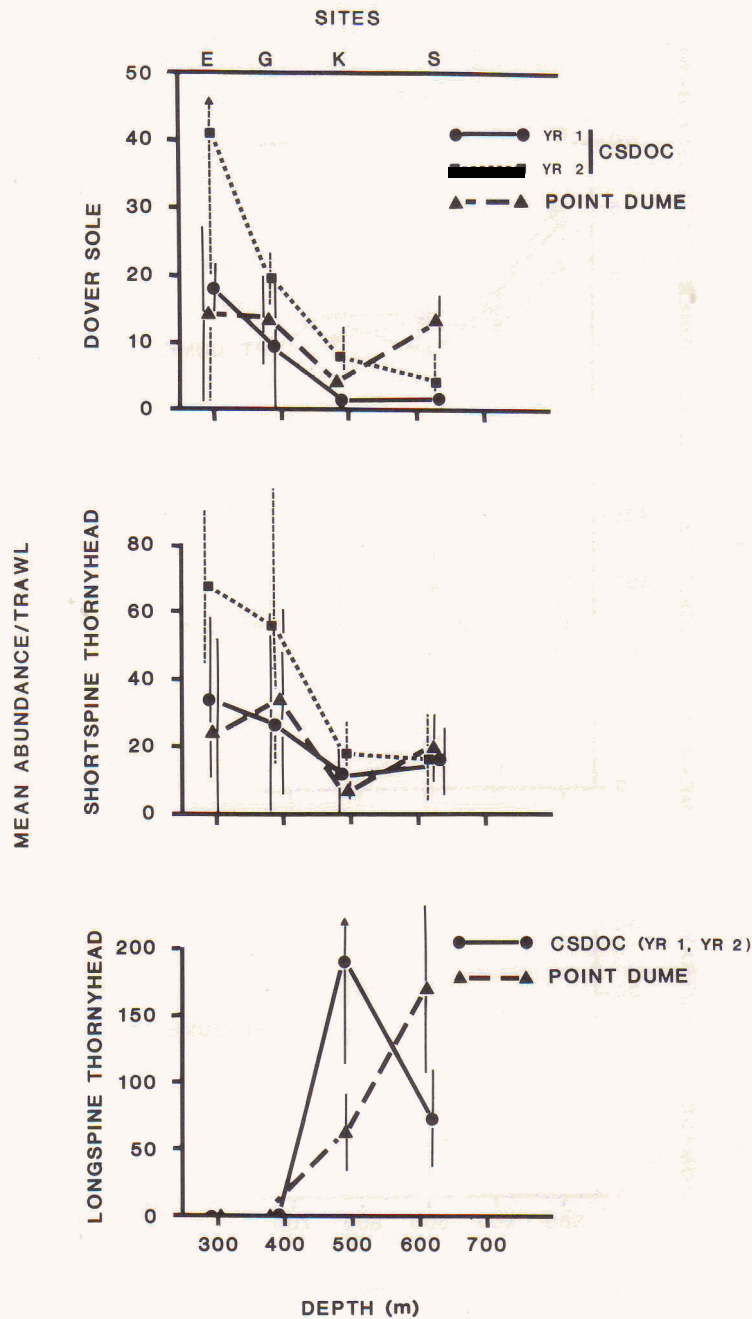 SITES
E G K S
50
40
30
20
10
0
DOVER SOLE
YR 1
YR 2
CSDOC
POINT DUME
MEAN ABUNDANCE/TRAWL
SHORTSPINE THORNYHEAD
80
60
40
20
0
LONGSPINE THORNYHEAD
200
150
100
50
0
CSDOC (YR 1, YR 2)
POINT DUME
300 400 500 600 700
DEPTH (m)